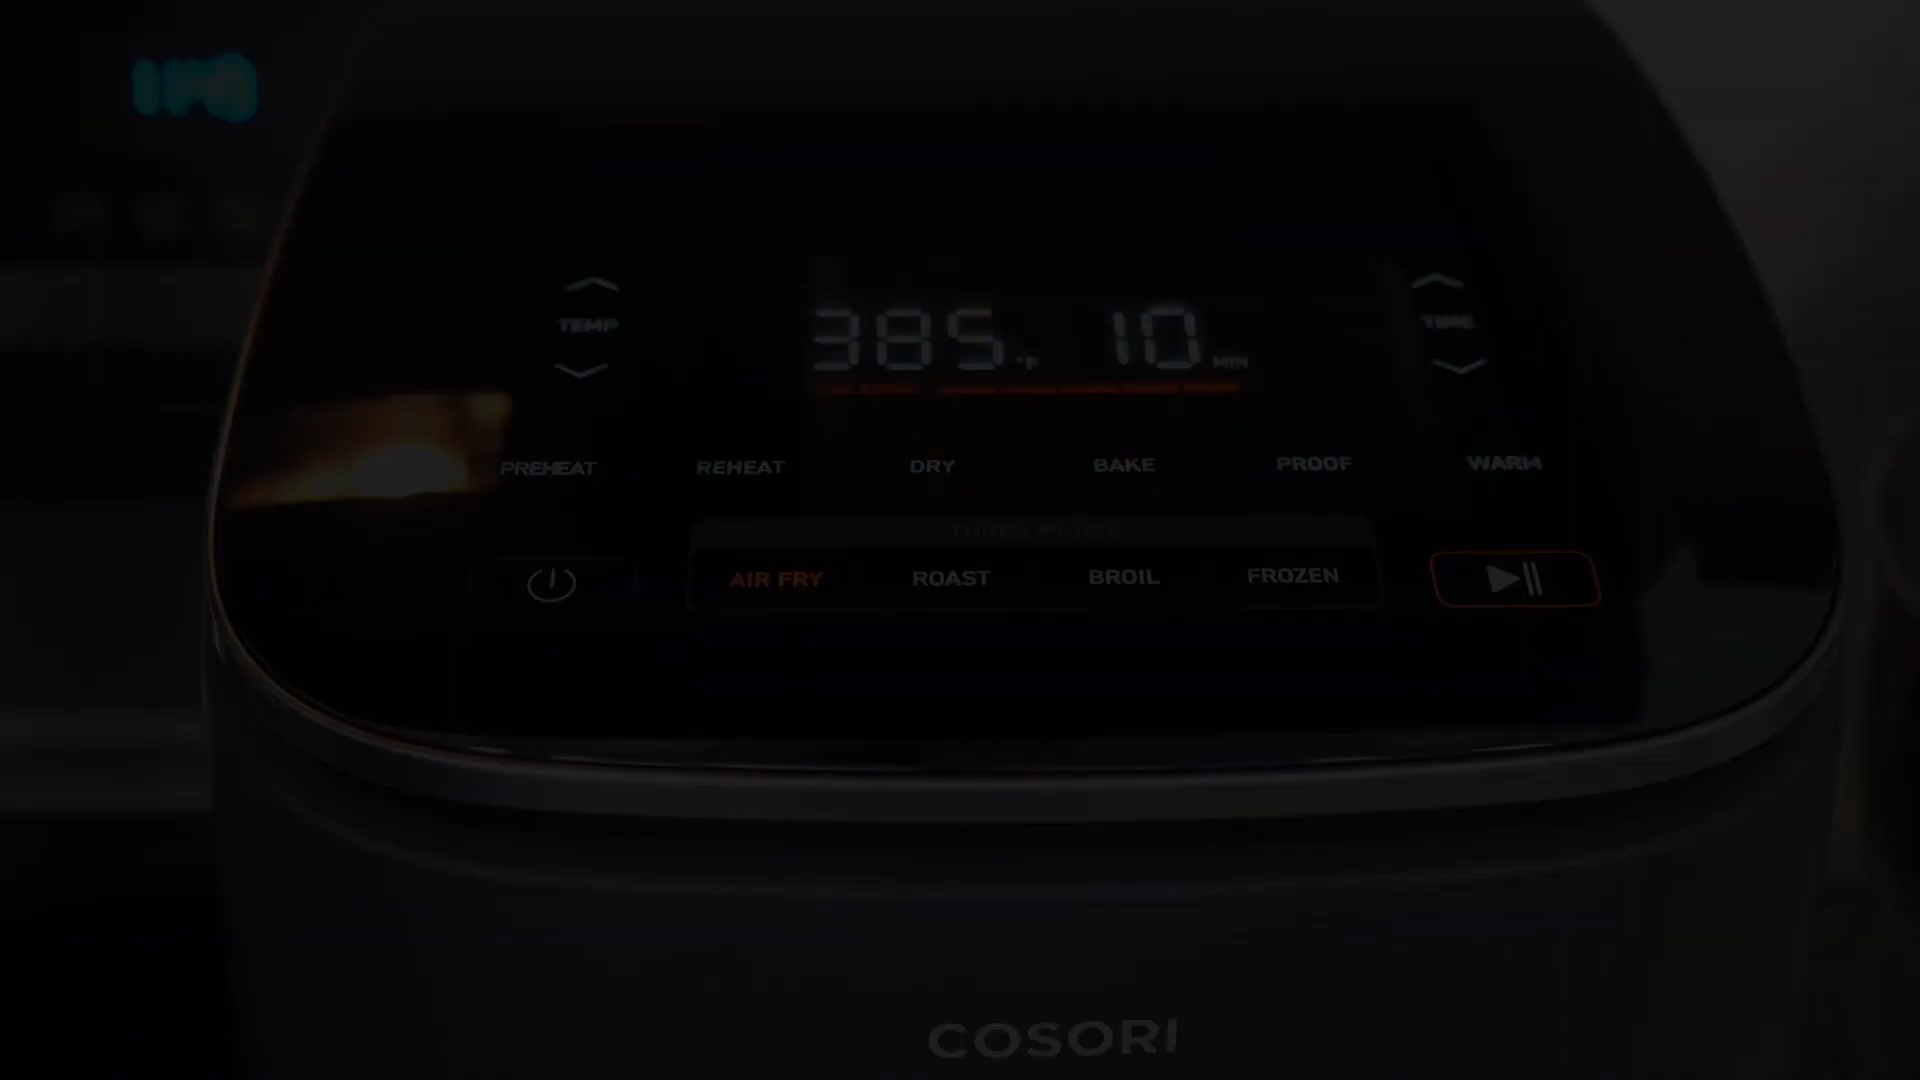 TEMP
385 °F 10 MIN
TIME
PREHEAT REHEAT DRY BAKE PROOF WARM
AIR FRY ROAST BROIL FROZEN
COSORI